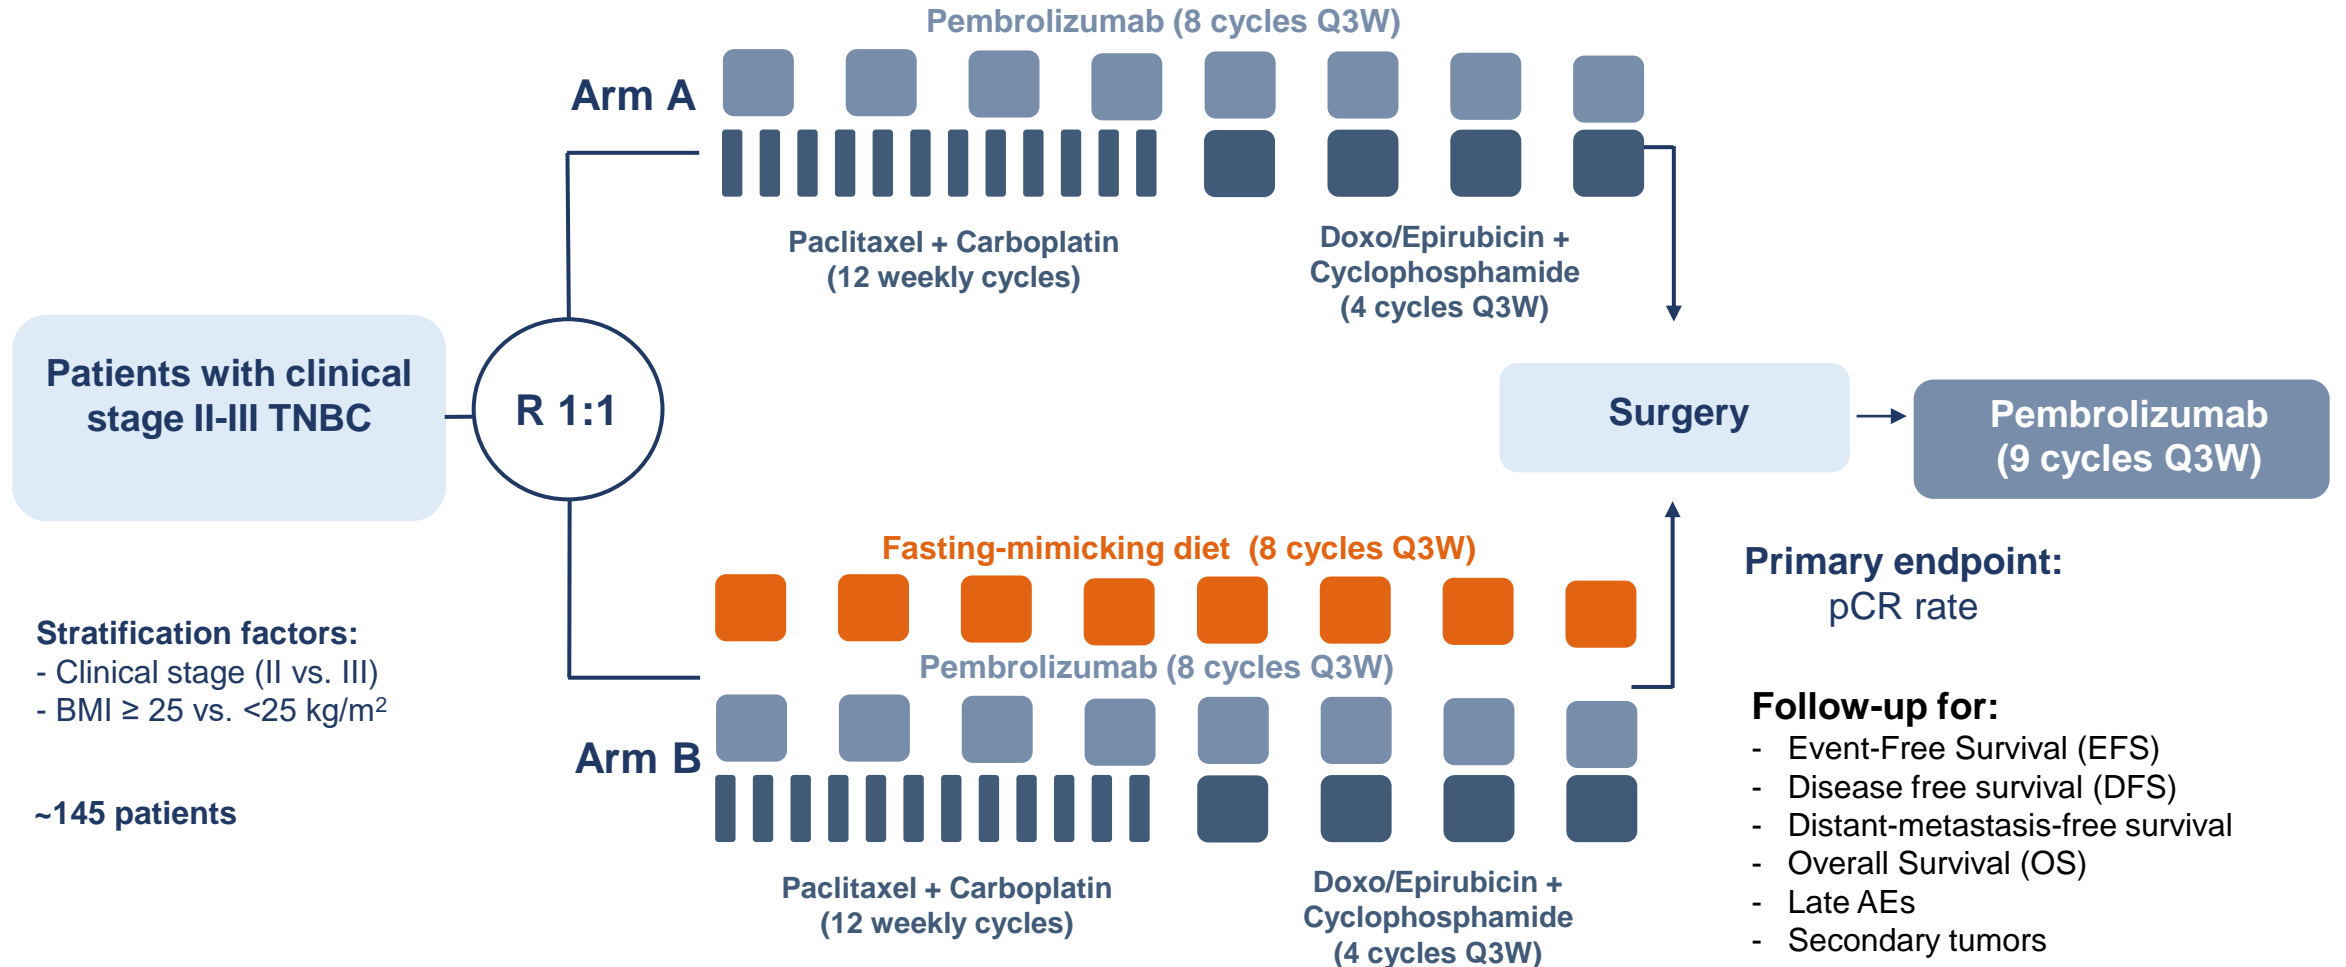 Pembrolizumab (8 cycles Q3W)
Arm A
Paclitaxel + Carboplatin
(12 weekly cycles)
Doxo/Epirubicin +
Cyclophosphamide
(4 cycles Q3W)
Patients with clinical
stage II-III TNBC
R 1:1
Surgery
Pembrolizumab
(9 cycles Q3W)
Fasting-mimicking diet (8 cycles Q3W)
Pembrolizumab (8 cycles Q3W)
Arm B
Paclitaxel + Carboplatin
(12 weekly cycles)
Doxo/Epirubicin +
Cyclophosphamide
(4 cycles Q3W)
Stratification factors:
- Clinical stage (II vs. III)
- BMI ≥ 25 vs. <25 kg/m²
~145 patients
Primary endpoint:
pCR rate
Follow-up for:
- Event-Free Survival (EFS)
- Disease free survival (DFS)
- Distant-metastasis-free survival
- Overall Survival (OS)
- Late AEs
- Secondary tumors